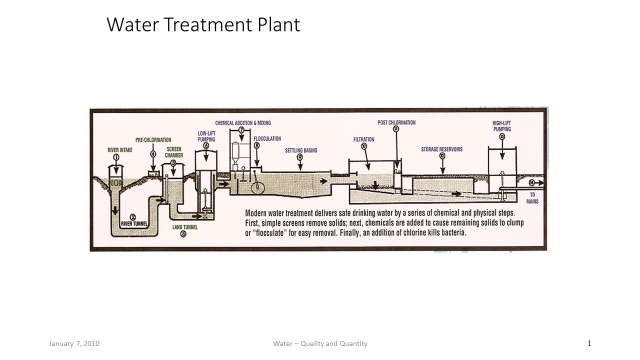 Water Treatment Plant
CHEMICAL ADDITION & MIXING
POST CHLORINATION
HIGH-LIFT
PUMPING
LOW-LIFT
PUMPING
PRE-CHLORINATION
FLOCCULATION
FILTRATION
RIVER INTAKE
SCREEN
CHAMBER
SETTLING BASINS
STORAGE RESERVOIRS
RIVER TUNNEL
LAND TUNNEL
TO
MAINS
Modern water treatment delivers safe drinking water by a series of chemical and physical steps.
First, simple screens remove solids; next, chemicals are added to cause remaining solids to clump
or “flocculate” for easy removal. Finally, an addition of chlorine kills bacteria.
January 7, 2010
Water – Quality and Quantity
1